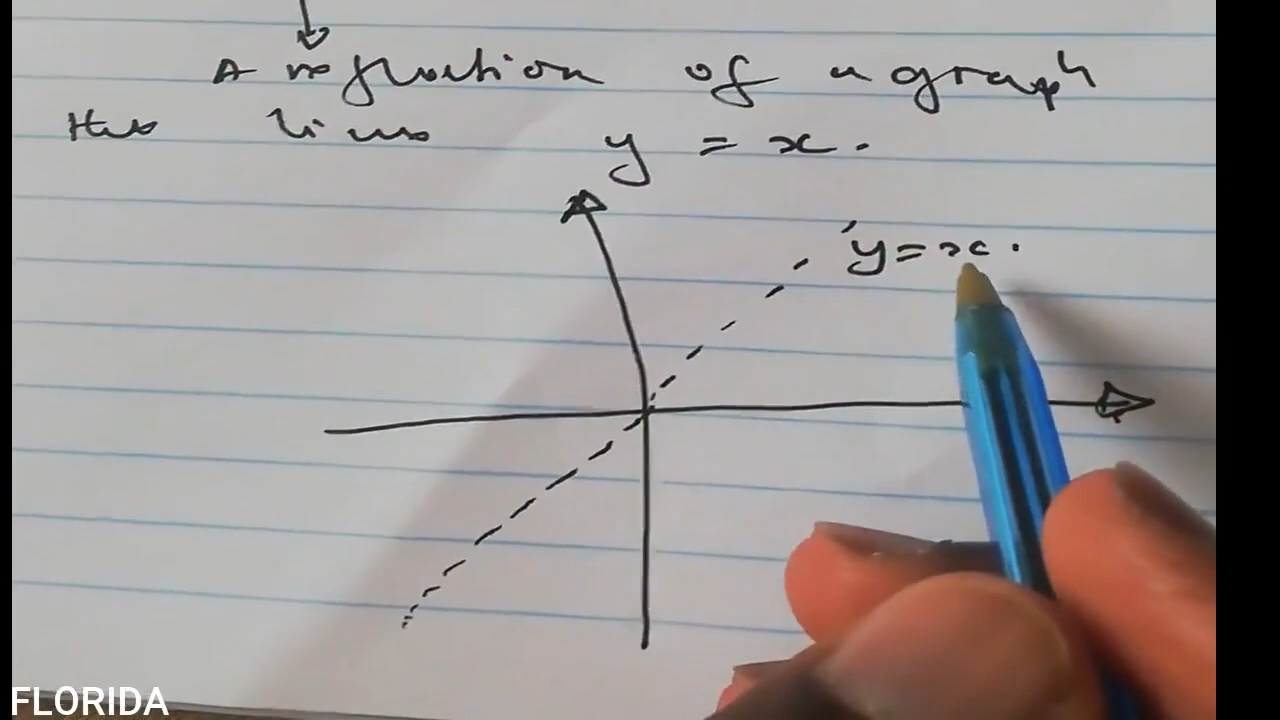 A reflection of a graph
the line y = x.
y = x.
FLORIDA